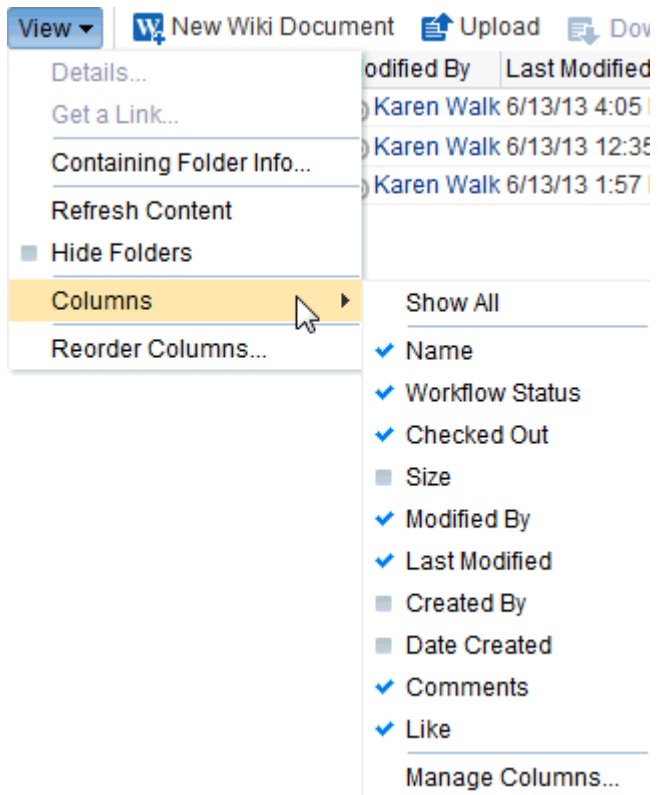 View New Wiki Document Upload
Details... odified By Last Modified
Get a Link... Karen Walk 6/13/13 4:05
Containing Folder Info... Karen Walk 6/13/13 12:35
Karen Walk 6/13/13 1:57
Refresh Content
Hide Folders
Columns Show All
Reorder Columns... Name
Workflow Status
Checked Out
Size
Modified By
Last Modified
Created By
Date Created
Comments
Like
Manage Columns...